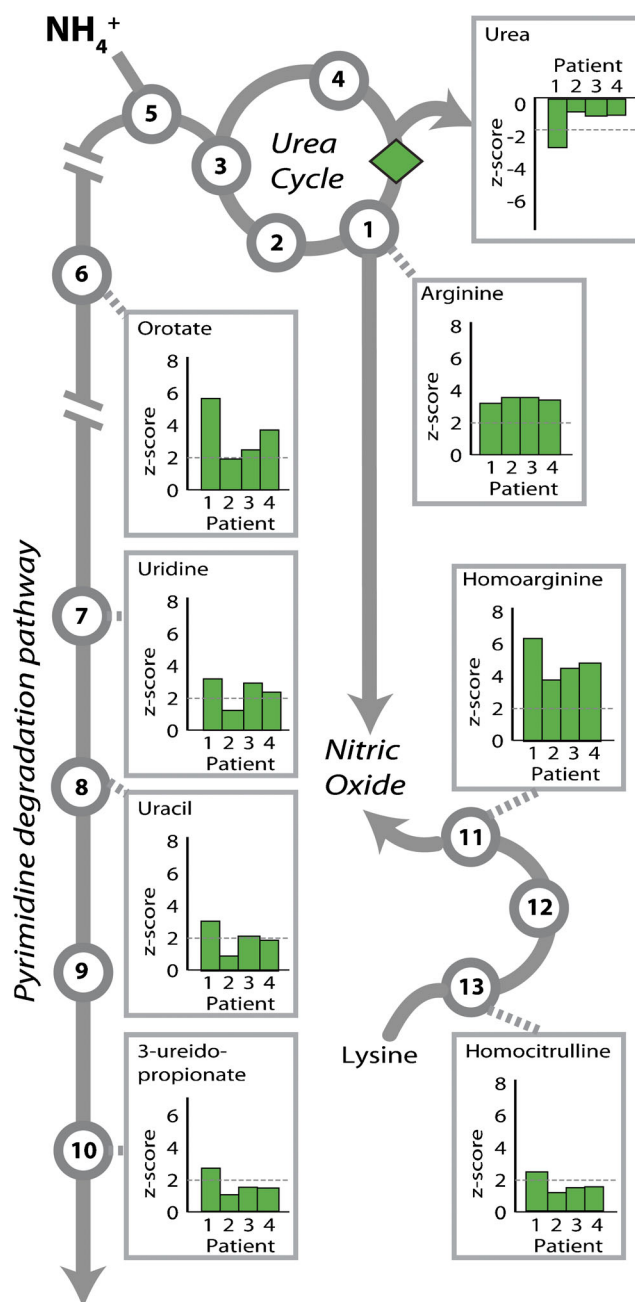 NH4+
5
4
3
Urea
Cycle
2
1
Urea
Patient
1 2 3 4
0
-2
-4
-6
z-score
6
Orotate
8
6
4
2
0
z-score
1 2 3 4
Patient
Arginine
8
6
4
2
0
z-score
1 2 3 4
Patient
Pyrimidine degradation pathway
7
Uridine
8
6
4
2
0
z-score
1 2 3 4
Patient
Homoarginine
8
6
4
2
0
z-score
1 2 3 4
Patient
Nitric
Oxide
8
Uracil
8
6
4
2
0
z-score
1 2 3 4
Patient
11
12
13
Lysine
9
10
3-ureido-
propionate
6
4
2
0
z-score
1 2 3 4
Patient
Homocitrulline
8
6
4
2
0
z-score
1 2 3 4
Patient